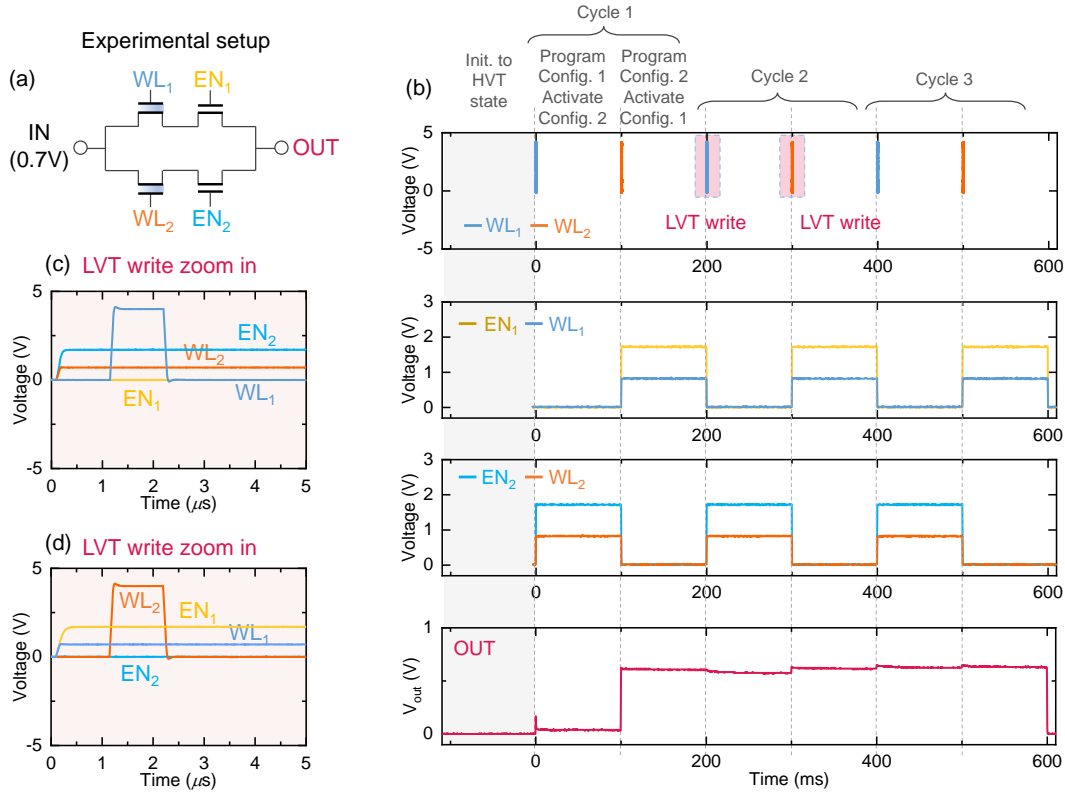 Experimental setup
(a)
WL1
EN1
IN
(0.7V)
OUT
WL2
EN2
(b)
Cycle 1
Init. to
HVT
state
Program
Config. 1
Activate
Config. 2
Program
Config. 2
Activate
Config. 1
Cycle 2
Cycle 3
Voltage (V)
5
0
-5
WL1
WL2
LVT write
LVT write
0
200
400
600
Voltage (V)
3
2
1
0
EN1
WL1
0
200
400
600
Voltage (V)
3
2
1
0
EN2
WL2
0
200
400
600
Vout (V)
1
0
OUT
0
200
400
600
Time (ms)
(c)
LVT write zoom in
Voltage (V)
5
0
-5
EN2
WL2
EN1
WL1
0
1
2
3
4
5
Time (μs)
(d)
LVT write zoom in
Voltage (V)
5
0
-5
WL2
EN1
WL1
EN2
0
1
2
3
4
5
Time (μs)